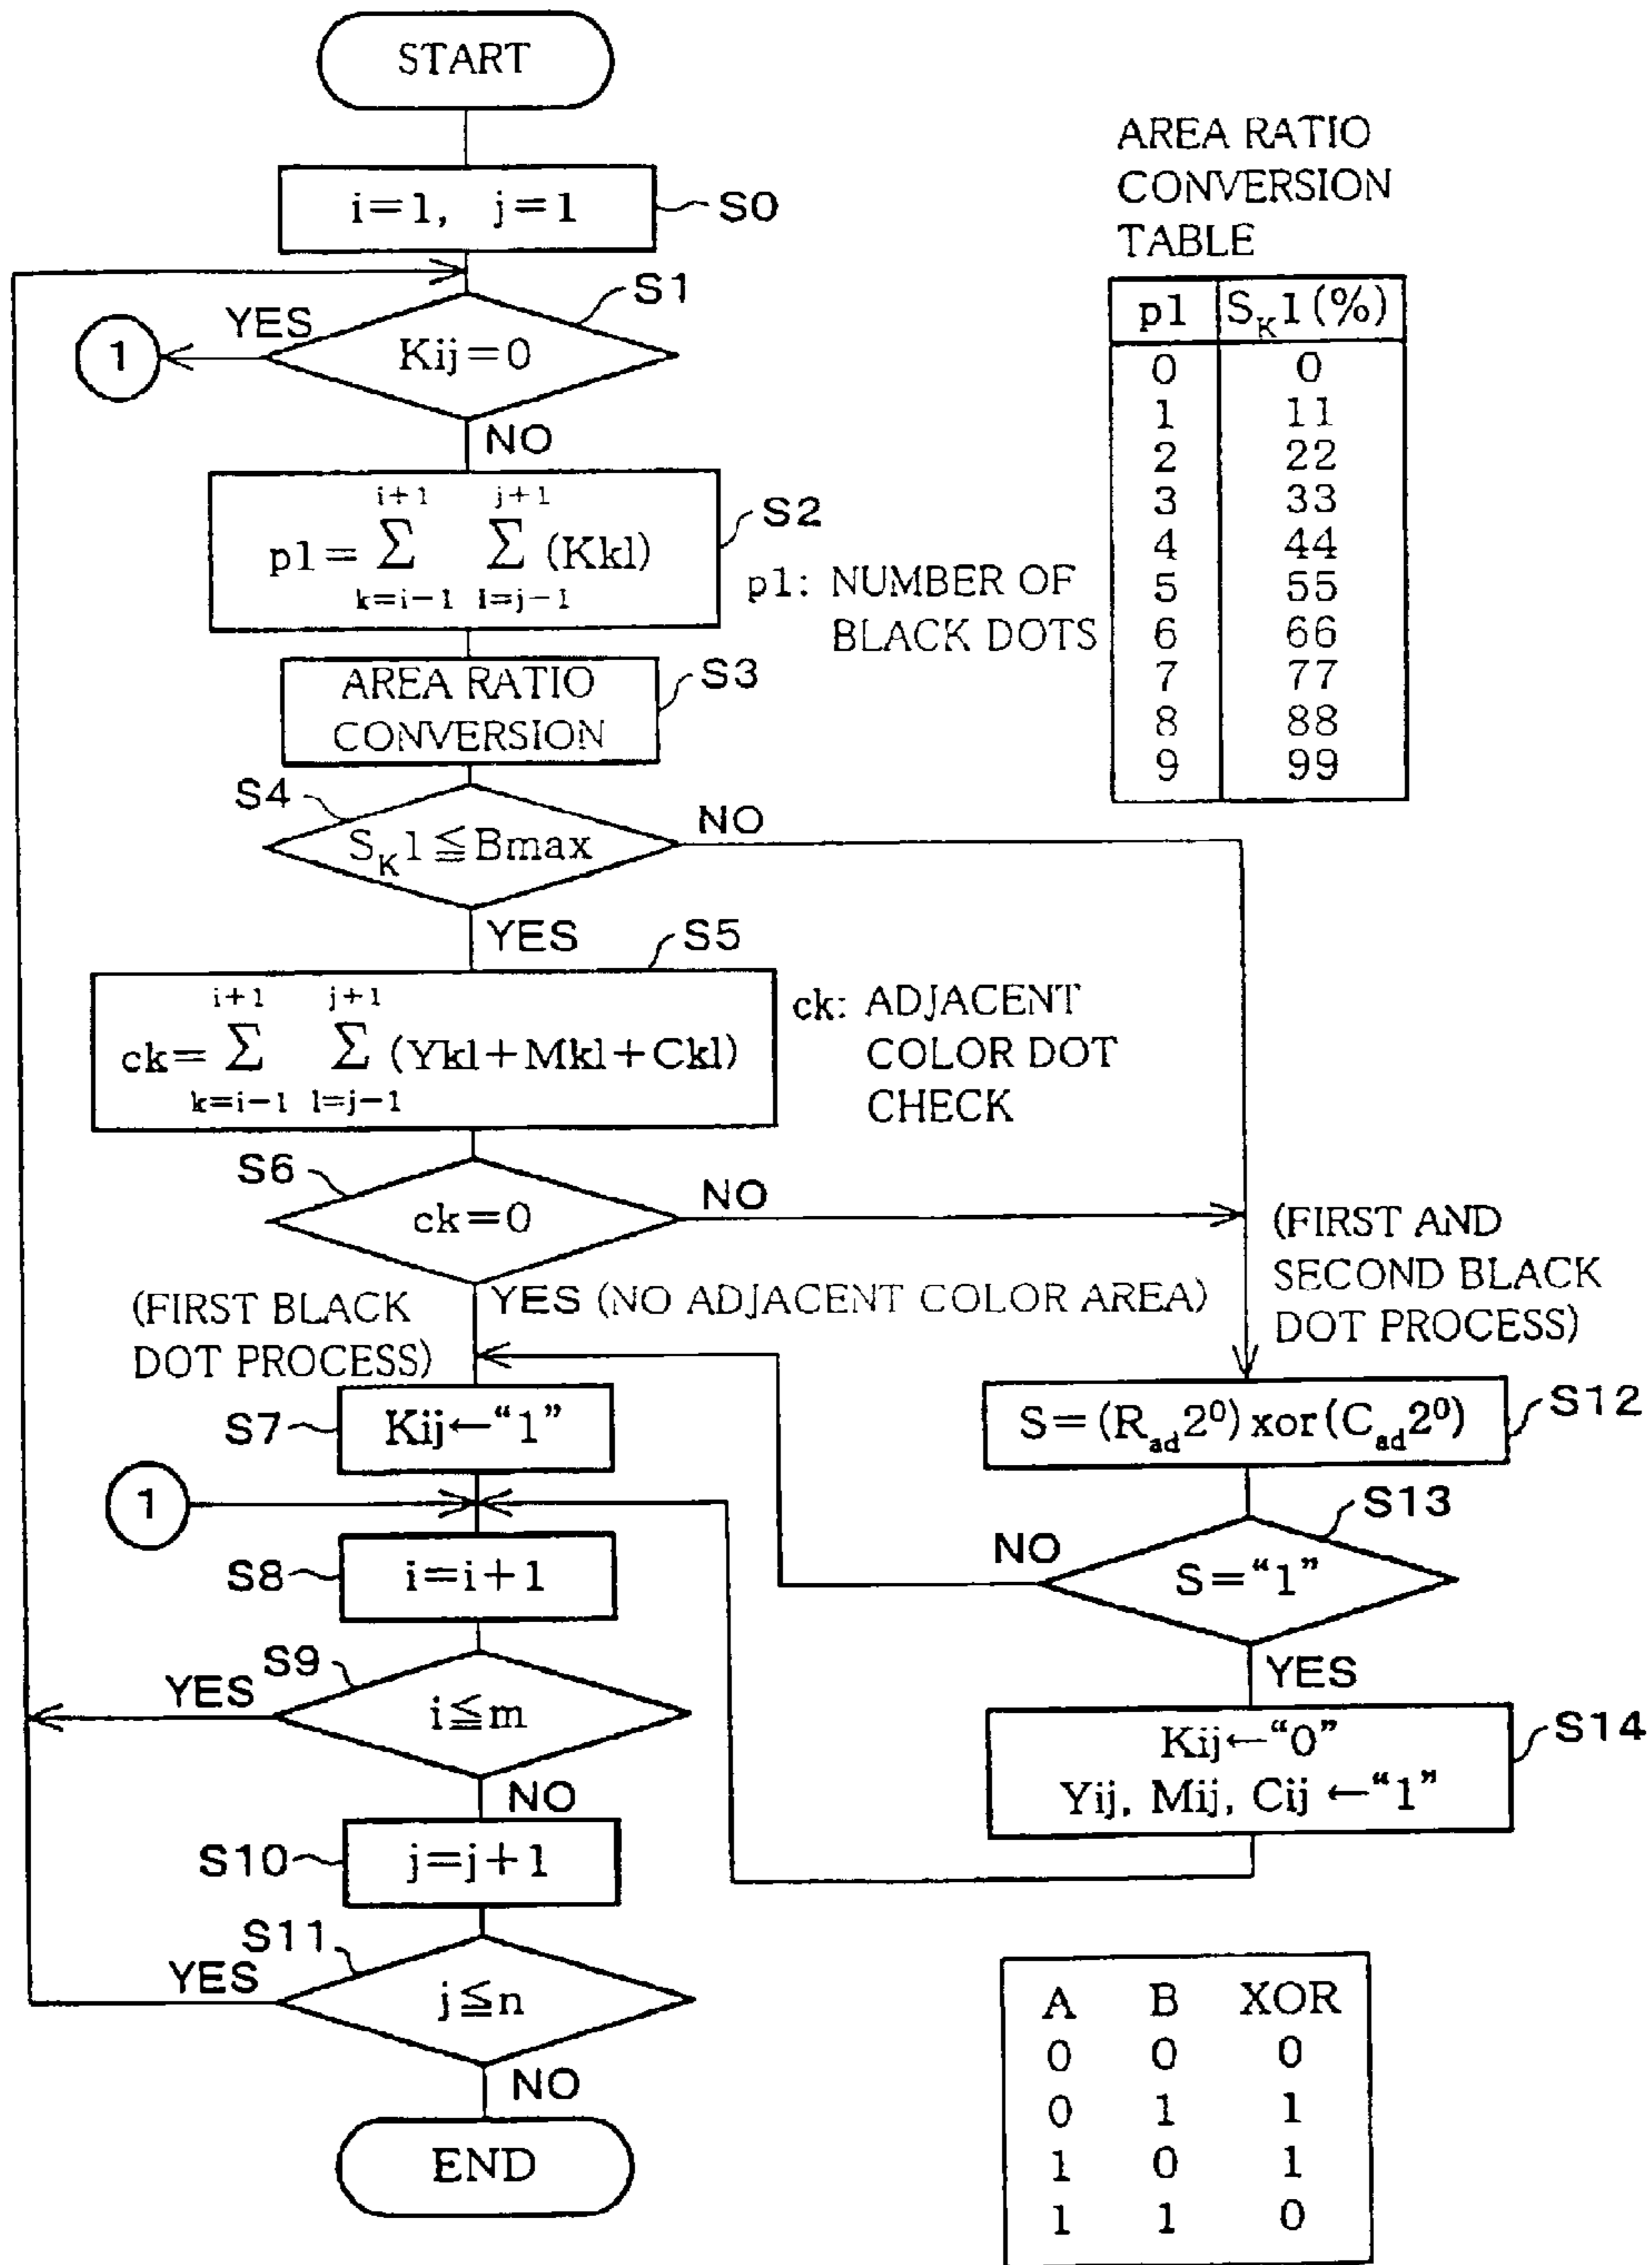 START
i=1, j=1
S0
S1
YES
Kij=0
1
NO
i+1 j+1
p1=Σ Σ (Kkl)
k=i-1 l=j-1
S2
p1: NUMBER OF
BLACK DOTS
AREA RATIO
CONVERSION
S3
S4
S_K1≦Bmax
NO
YES
S5
i+1 j+1
ck=Σ Σ (Ykl+Mkl+Ckl)
k=i-1 l=j-1
ck: ADJACENT
COLOR DOT
CHECK
S6
ck=0
NO
YES (NO ADJACENT COLOR AREA)
(FIRST BLACK
DOT PROCESS)
S7
Kij←“1”
1
S8
i=i+1
S9
YES
i≦m
NO
S10
j=j+1
S11
YES
j≦n
NO
END
AREA RATIO
CONVERSION
TABLE
p1 S_K1(%)
0 0
1 11
2 22
3 33
4 44
5 55
6 66
7 77
8 88
9 99
(FIRST AND
SECOND BLACK
DOT PROCESS)
S=(R_ad2⁰)xor(C_ad2⁰)
S12
S13
NO
S=“1”
YES
Kij←“0”
Yij, Mij, Cij ←“1”
S14
A B XOR
0 0 0
0 1 1
1 0 1
1 1 0